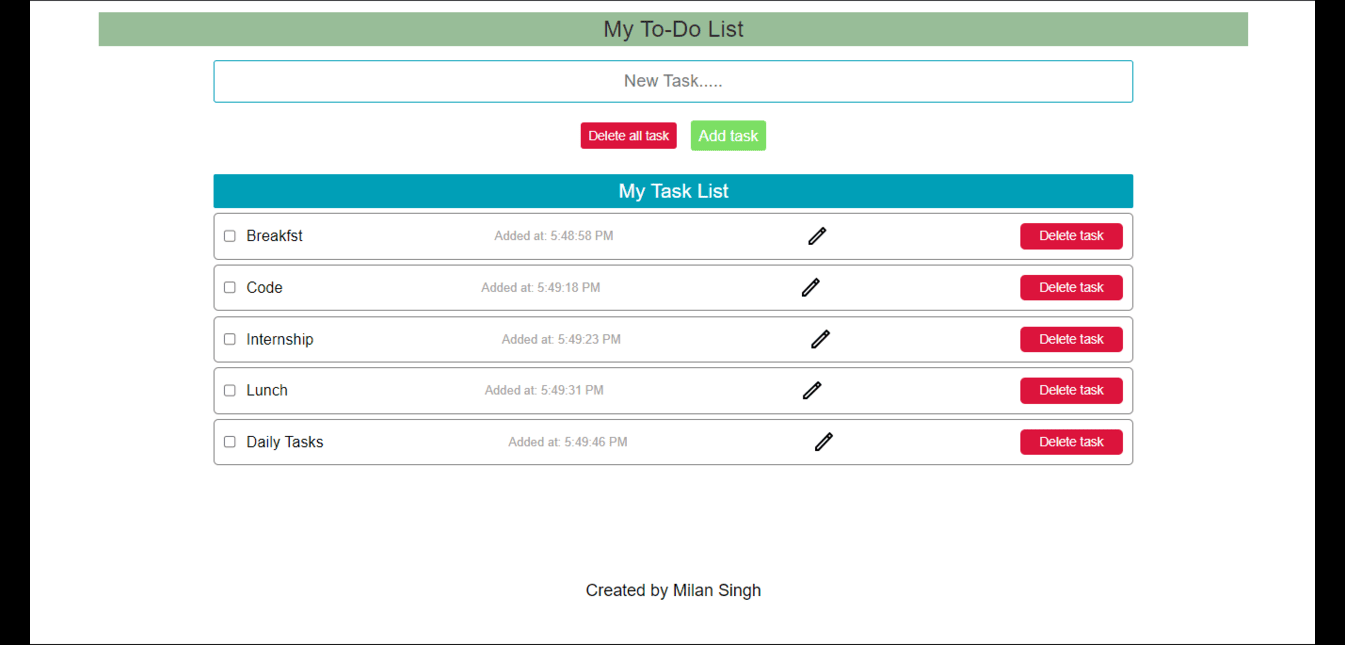 My To-Do List
New Task.....
Delete all task Add task
My Task List
Breakfst Added at: 5:48:58 PM Delete task
Code Added at: 5:49:18 PM Delete task
Internship Added at: 5:49:23 PM Delete task
Lunch Added at: 5:49:31 PM Delete task
Daily Tasks Added at: 5:49:46 PM Delete task
Created by Milan Singh